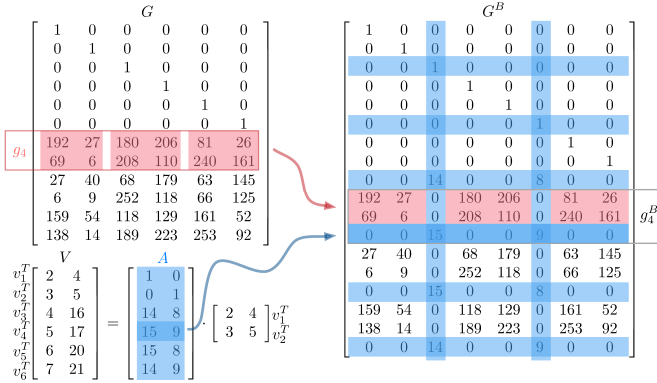 G
1 0 0 0 0 0
0 1 0 0 0 0
0 0 1 0 0 0
0 0 0 1 0 0
0 0 0 0 1 0
0 0 0 0 0 1
g₄
192 27 180 206 81 26
69 6 208 110 240 161
27 40 68 179 63 145
6 9 252 118 66 125
159 54 118 129 161 52
138 14 189 223 253 92
V
v₁ᵀ 2 4
v₂ᵀ 3 5
v₃ᵀ 4 16
v₄ᵀ 5 17
v₅ᵀ 6 20
v₆ᵀ 7 21
=
A
1 0
0 1
14 8
15 9
15 8
14 9
·
2 4 v₁ᵀ
3 5 v₂ᵀ
Gᴮ
1 0 0 0 0 0 0 0
0 1 0 0 0 0 0 0
0 0 1 0 0 0 0 0
0 0 0 1 0 0 0 0
0 0 0 0 1 0 0 0
0 0 0 0 0 1 0 0
0 0 0 0 0 0 1 0
0 0 0 0 0 0 0 1
0 0 14 0 0 8 0 0
192 27 0 180 206 0 81 26
69 6 0 208 110 0 240 161
0 0 15 0 0 9 0 0
g₄ᴮ
27 40 0 68 179 0 63 145
6 9 0 252 118 0 66 125
0 0 15 0 0 8 0 0
159 54 0 118 129 0 161 52
138 14 0 189 223 0 253 92
0 0 14 0 0 9 0 0